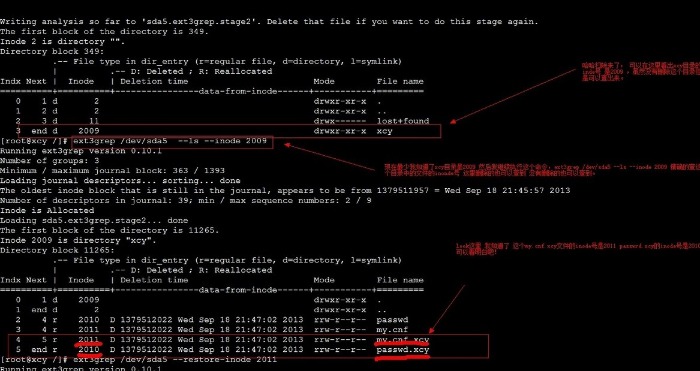 Writing analysis so far to 'sda5.ext3grep.stage2'. Delete that file if you want to do this stage again.
The first block of the directory is 349.
Inode 2 is directory "".
Directory block 349:
.-- File type in dir_entry (r=regular file, d=directory, l=symlink)
|          .-- D: Deleted ; R: Reallocated
Indx Next |  Inode  | Deletion time                        Mode        File name
==========+==========+----------------data-from-inode------+-----------+=========
0    1 d       2                                         drwxr-xr-x  .
1    2 d       2                                         drwxr-xr-x  ..
2    3 d      11                                         drwx------  lost+found
3  end d    2009                                         drwxr-xr-x  xcy
[root@xcy /]# ext3grep /dev/sda5  --ls --inode 2009
Running ext3grep version 0.10.1
Number of groups: 3
Minimum / maximum journal block: 363 / 1393
Loading journal descriptors... sorting... done
The oldest inode block that is still in the journal, appears to be from 1379511957 = Wed Sep 18 21:45:57 2013
Number of descriptors in journal: 39; min / max sequence numbers: 2 / 9
Inode is Allocated
Loading sda5.ext3grep.stage2... done
The first block of the directory is 11265.
Inode 2009 is directory "xcy".
Directory block 11265:
.-- File type in dir_entry (r=regular file, d=directory, l=symlink)
|          .-- D: Deleted ; R: Reallocated
Indx Next |  Inode  | Deletion time                        Mode        File name
==========+==========+----------------data-from-inode------+-----------+=========
0    1 d    2009                                         drwxr-xr-x  .
1  end d       2                                         drwxr-xr-x  ..
2    4 r    2010  D 1379512022 Wed Sep 18 21:47:02 2013  rrw-r--r--  passwd
3    4 r    2011  D 1379512022 Wed Sep 18 21:47:02 2013  rrw-r--r--  my.cnf
4    5 r    2011  D 1379512022 Wed Sep 18 21:47:02 2013  rrw-r--r--  my.cnf.xcy
5  end r    2010  D 1379512022 Wed Sep 18 21:47:02 2013  rrw-r--r--  passwd.xcy
[root@xcy /]# ext3grep /dev/sda5 --restore-inode 2011
Running ext3grep version 0.10.1